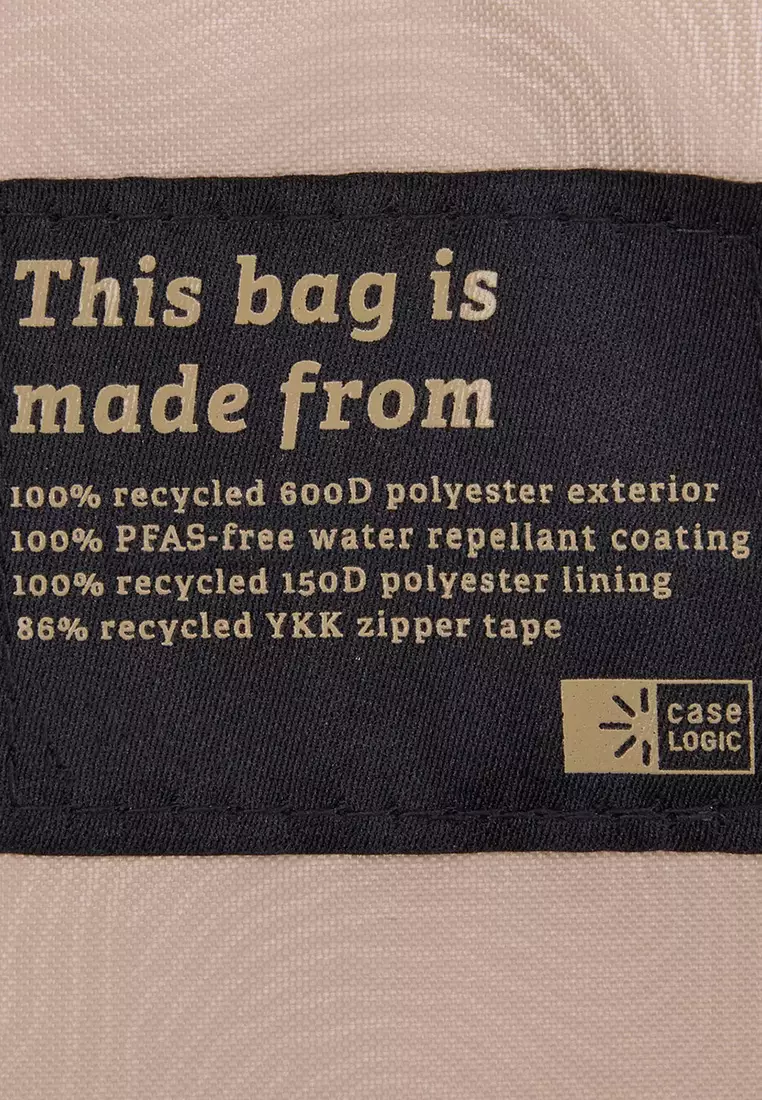 This bag is
made from
100% recycled 600D polyester exterior
100% PFAS-free water repellant coating
100% recycled 150D polyester lining
86% recycled YKK zipper tape
case
LOGIC